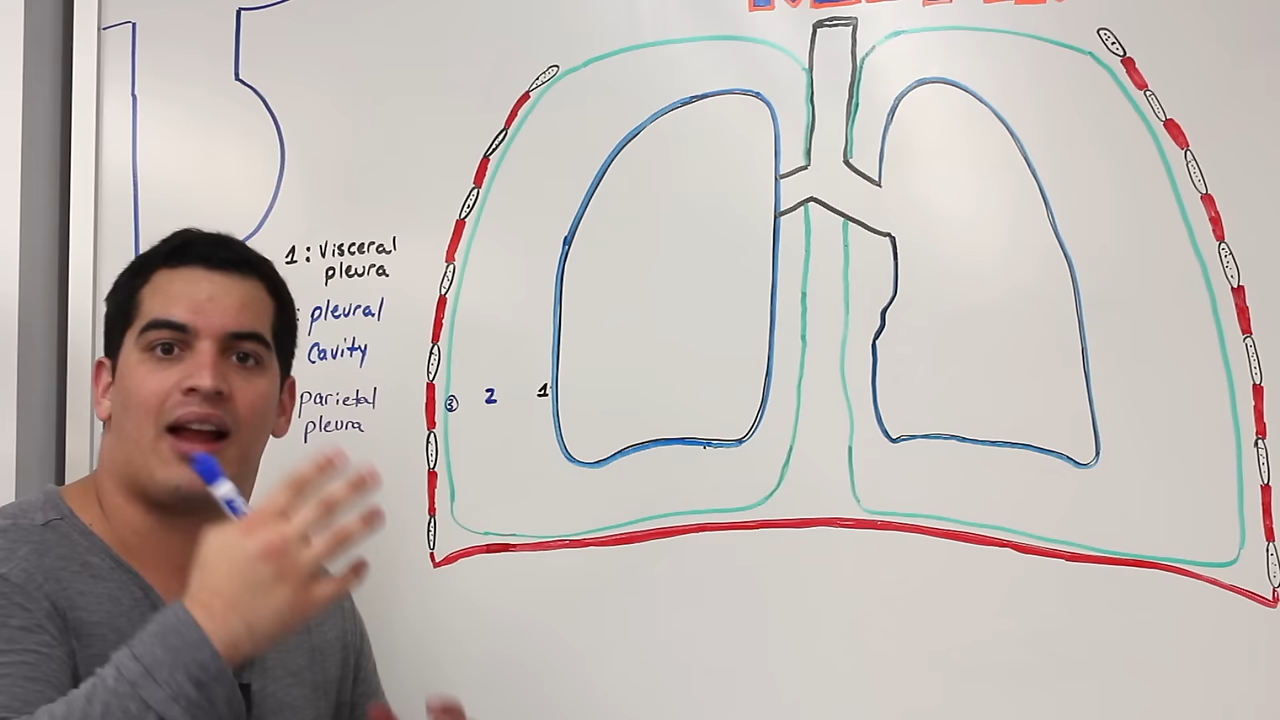 1: Visceral
pleura
: pleural
Cavity
parietal
pleura
3 2 1